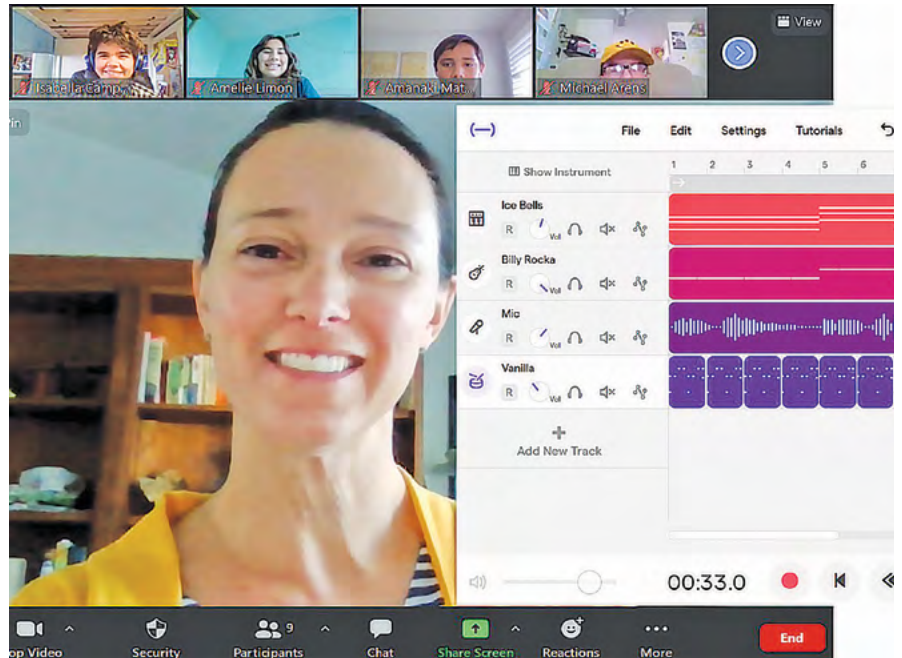 View
Isabella Camp...
Amelie Limon
Amanaki Mat...
Michael Arens
in
File Edit Settings Tutorials
Show Instrument
1 2 3 4 5 6
Ice Bells
R Vol
Billy Rocka
R Vol
Mic
R Vol
Vanilla
R Vol
Add New Track
00:33.0
9
op Video Security Participants Chat Share Screen Reactions More End